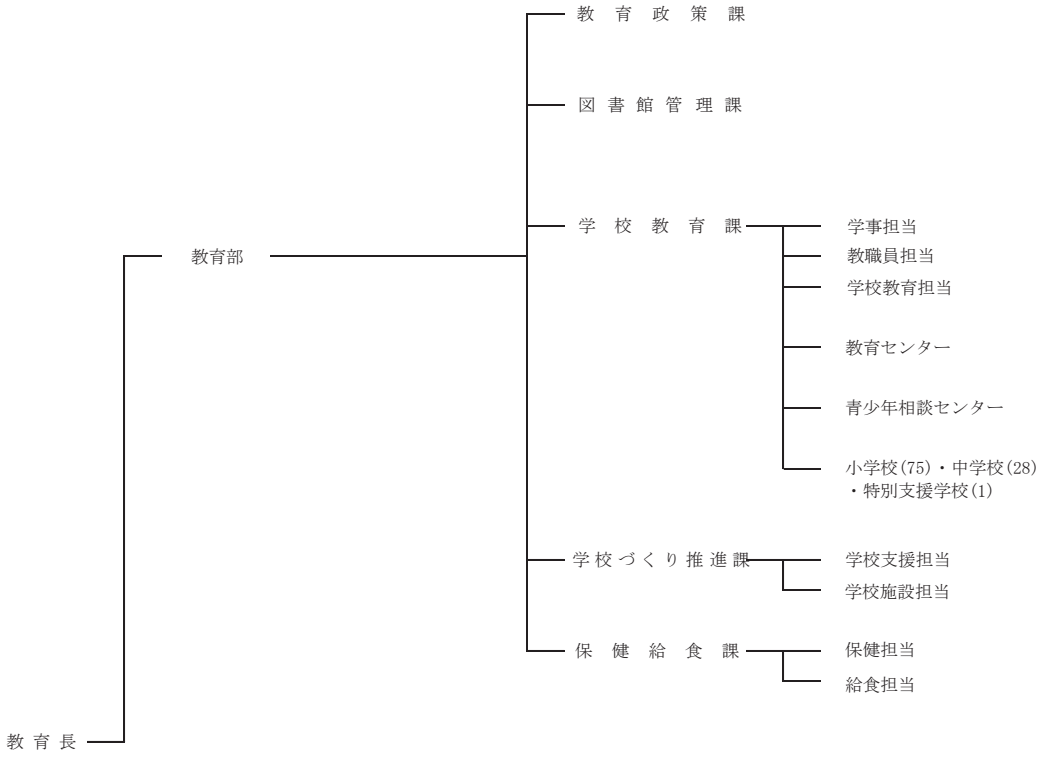 教育政策課
図書館管理課
学校教育課
学事担当
教育部
教職員担当
学校教育担当
教育センター
青少年相談センター
小学校(75)・中学校(28)
・特別支援学校(1)
学校づくり推進課
学校支援担当
学校施設担当
保健給食課
保健担当
給食担当
教育長